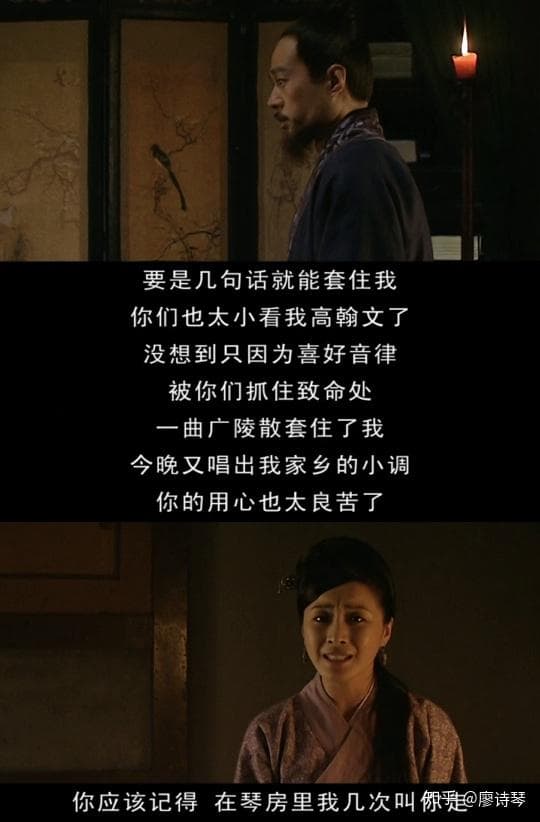 要是几句话就能套住我
你们也太小看我高翰文了
没想到只因为喜好音律
被你们抓住致命处
一曲广陵散套住了我
今晚又唱出我家乡的小调
你的用心也太良苦了
你应该记得 在琴房里我几次叫你走
知乎 @廖诗琴